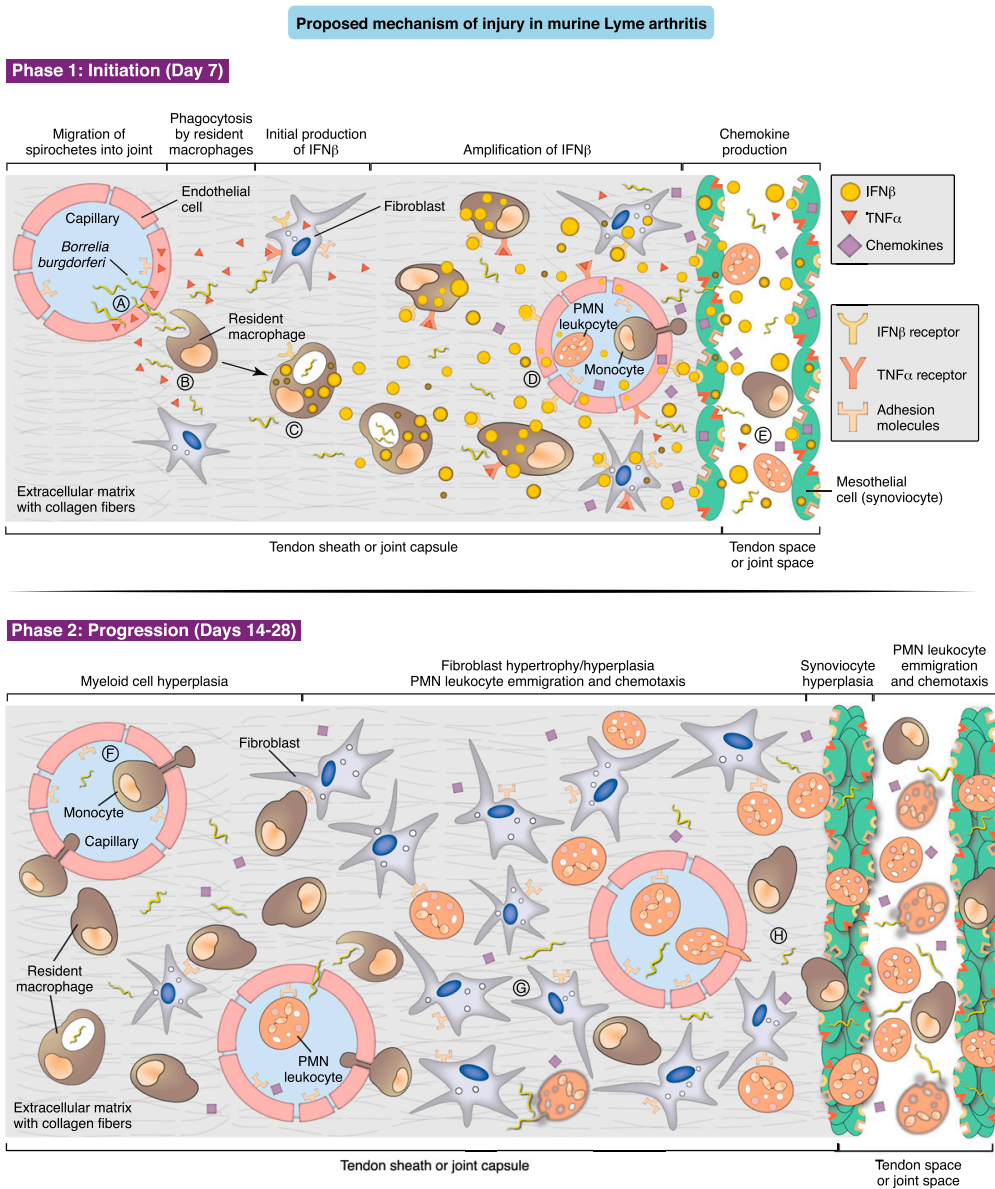 Proposed mechanism of injury in murine Lyme arthritis
Phase 1: Initiation (Day 7)
Migration of
spirochetes into joint
Phagocytosis
by resident
macrophages
Initial production
of IFNβ
Amplification of IFNβ
Chemokine
production
Capillary
Endothelial
cell
Borrelia
burgdorferi
A
Fibroblast
Resident
macrophage
B
C
PMN
leukocyte
Monocyte
D
E
IFNβ
TNFα
Chemokines
IFNβ receptor
TNFα receptor
Adhesion
molecules
Mesothelial
cell (synoviocyte)
Extracellular matrix
with collagen fibers
Tendon sheath or joint capsule
Tendon space
or joint space
Phase 2: Progression (Days 14-28)
Myeloid cell hyperplasia
Fibroblast hypertrophy/hyperplasia
PMN leukocyte emmigration and chemotaxis
Synoviocyte
hyperplasia
PMN leukocyte
emmigration
and chemotaxis
F
Monocyte
Capillary
Fibroblast
Resident
macrophage
PMN
leukocyte
G
H
Extracellular matrix
with collagen fibers
Tendon sheath or joint capsule
Tendon space
or joint space